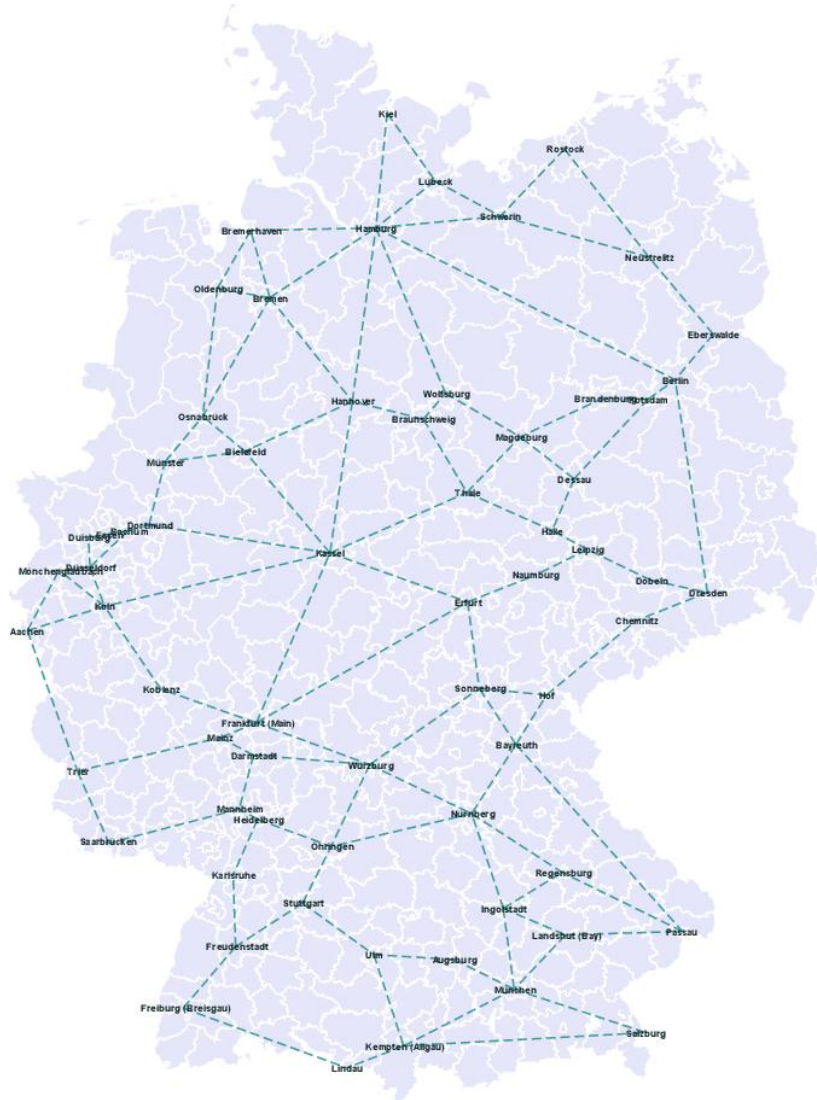 Kiel
Rostock
Lübeck
Schwerin
Bremerhaven
Hamburg
Neustrelitz
Oldenburg
Bremen
Eberswalde
Berlin
Wolfsburg
Hannover
Brandenburg
Potsdam
Osnabrück
Braunschweig
Magdeburg
Bielefeld
Münster
Dessau
Thale
Dortmund
Bochum
Essen
Duisburg
Halle
Leipzig
Kassel
Düsseldorf
Mönchengladbach
Naumburg
Döbeln
Dresden
Köln
Erfurt
Chemnitz
Aachen
Koblenz
Sonneberg
Hof
Frankfurt (Main)
Mainz
Bayreuth
Darmstadt
Würzburg
Trier
Mannheim
Nürnberg
Heidelberg
Saarbrücken
Öhringen
Karlsruhe
Regensburg
Stuttgart
Ingolstadt
Passau
Landshut (Bay)
Freudenstadt
Ulm
Augsburg
München
Freiburg (Breisgau)
Salzburg
Kempten (Allgäu)
Lindau